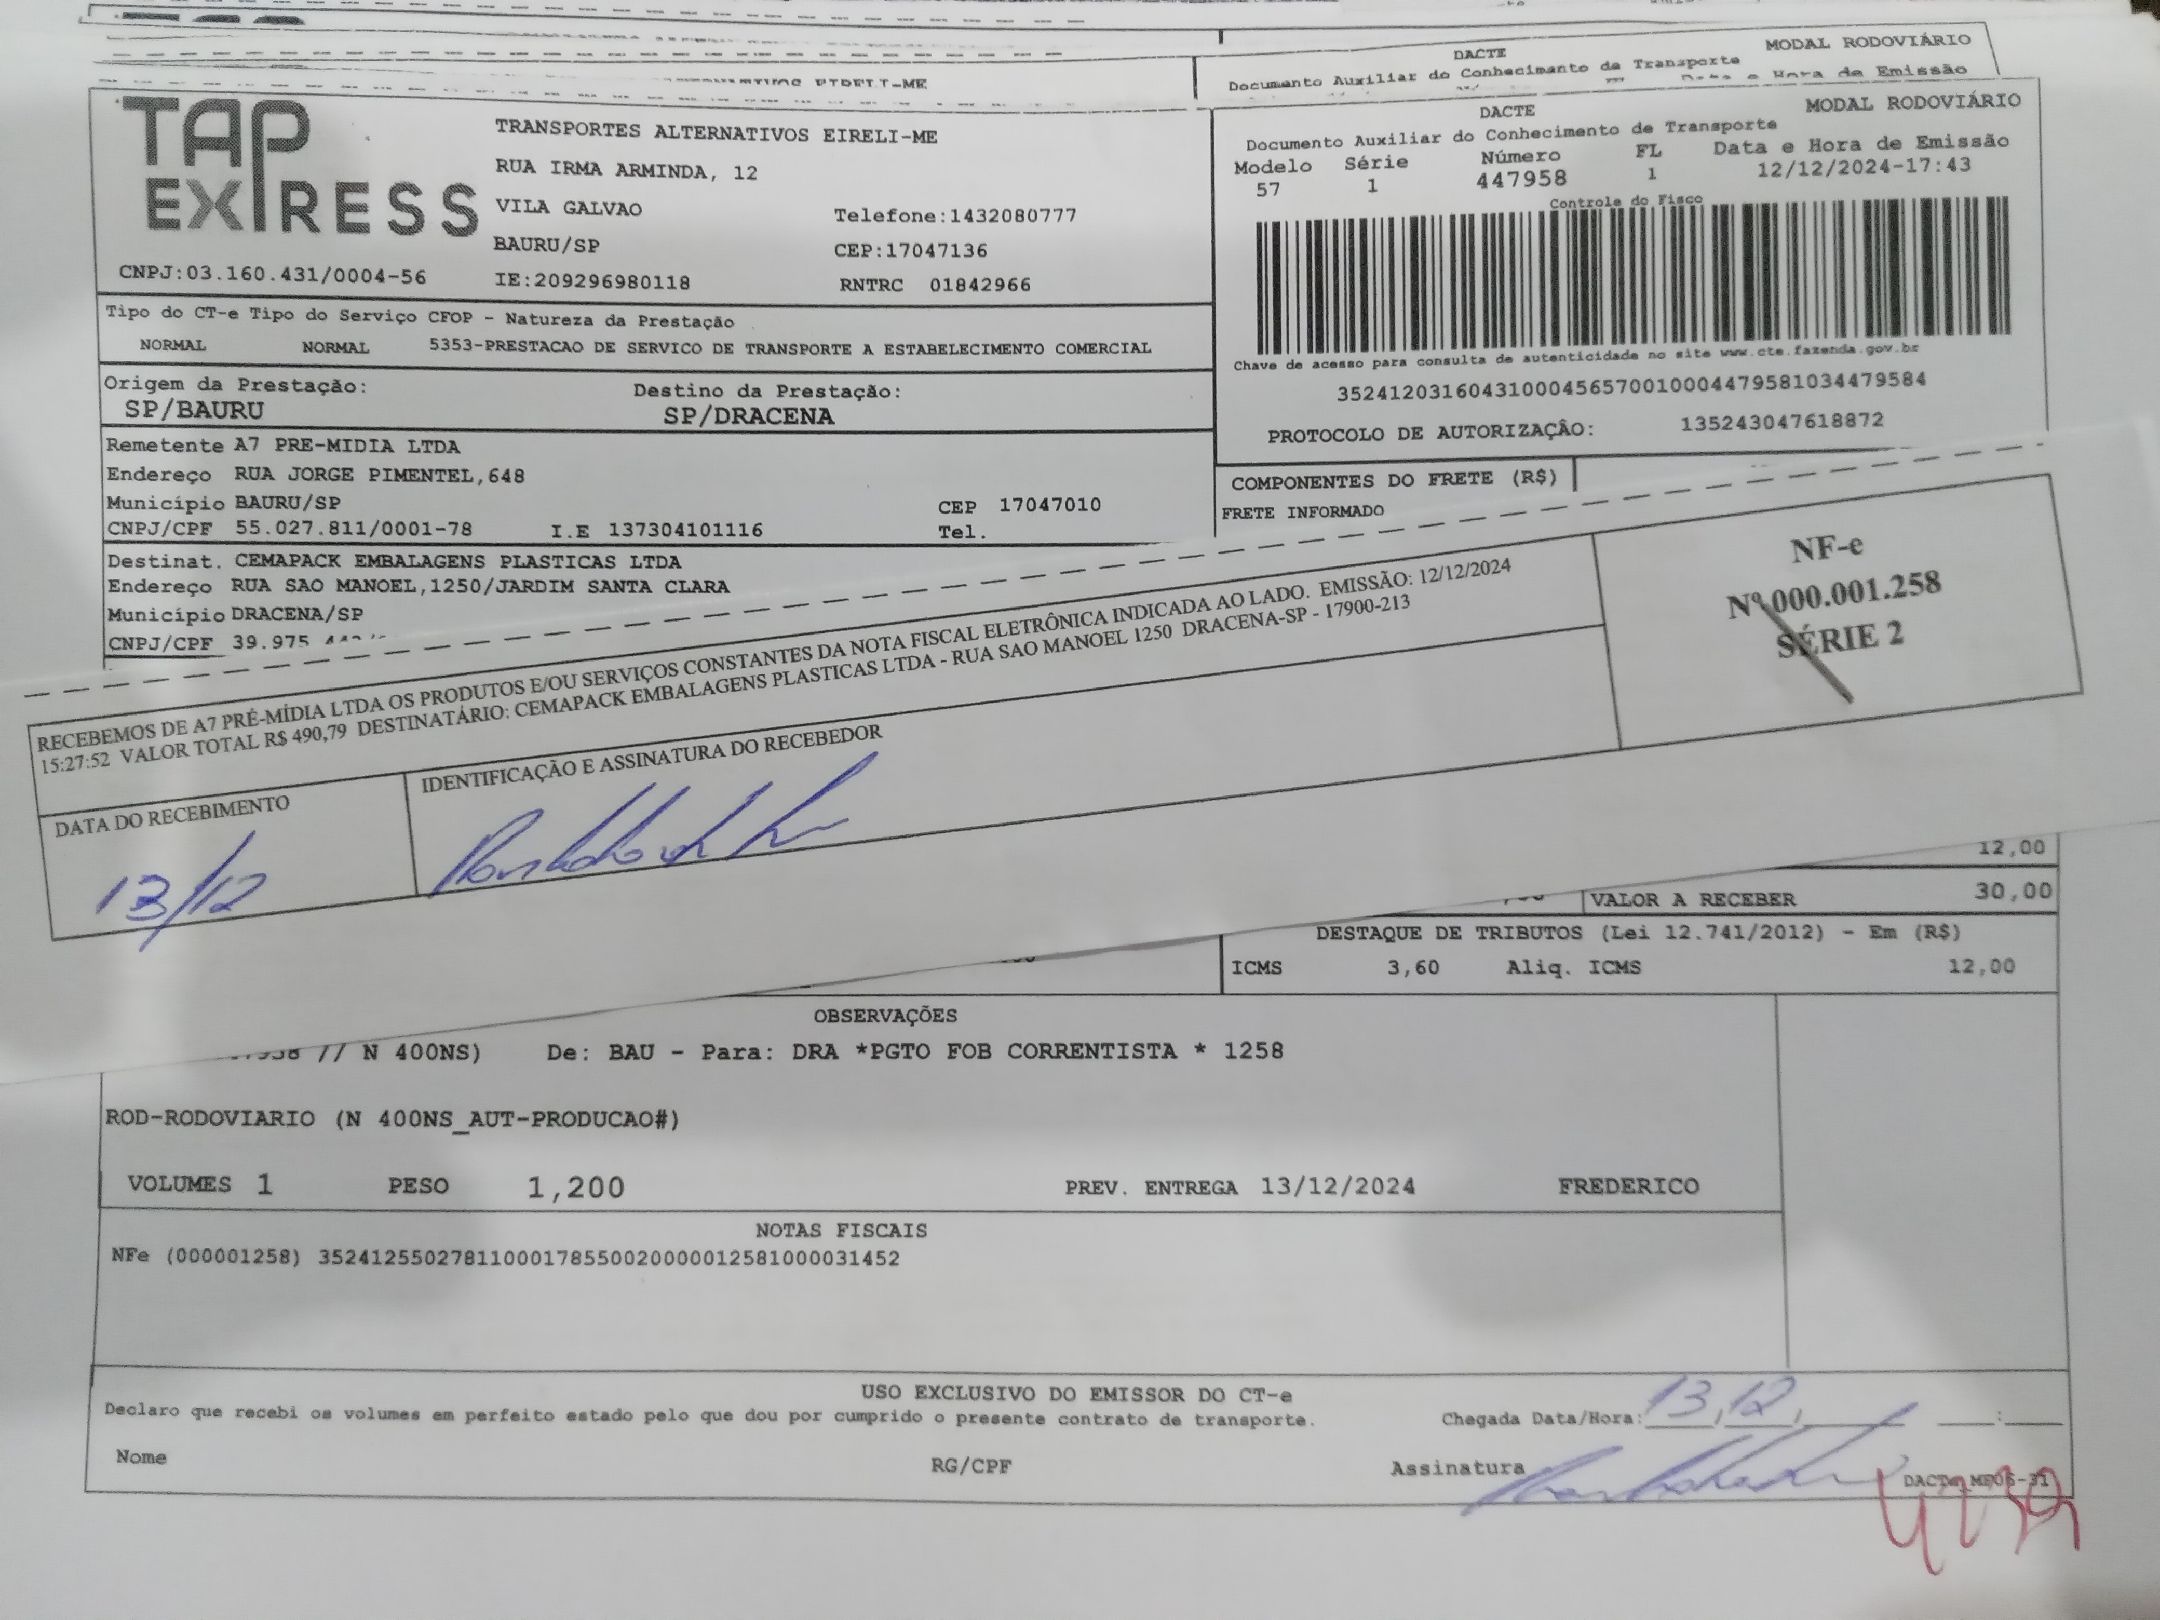 DACTE
MODAL RODOVIÁRIO
Documento Auxiliar do Conhecimento de Transporte
Data e Hora de Emissão
TAP EXPRESS
TRANSPORTES ALTERNATIVOS EIRELI-ME
RUA IRMA ARMINDA, 12
VILA GALVAO
Telefone:1432080777
BAURU/SP
CEP:17047136
CNPJ:03.160.431/0004-56
IE:209296980118
RNTRC 01842966
DACTE
MODAL RODOVIÁRIO
Documento Auxiliar do Conhecimento de Transporte
Modelo Série Número FL Data e Hora de Emissão
57 1 447958 1 12/12/2024-17:43
Controle do Fisco
Chave de acesso para consulta de autenticidade no site www.cte.fazenda.gov.br
35241203160431000456570010004479581034479584
PROTOCOLO DE AUTORIZAÇÃO: 135243047618872
Tipo do CT-e Tipo do Serviço CFOP - Natureza da Prestação
NORMAL NORMAL 5353-PRESTACAO DE SERVICO DE TRANSPORTE A ESTABELECIMENTO COMERCIAL
Origem da Prestação: Destino da Prestação:
SP/BAURU SP/DRACENA
Remetente A7 PRE-MIDIA LTDA
Endereço RUA JORGE PIMENTEL,648
Município BAURU/SP CEP 17047010
CNPJ/CPF 55.027.811/0001-78 I.E 137304101116 Tel.
COMPONENTES DO FRETE (R$)
FRETE INFORMADO
Destinat. CEMAPACK EMBALAGENS PLASTICAS LTDA
Endereço RUA SAO MANOEL,1250/JARDIM SANTA CLARA
Município DRACENA/SP
CNPJ/CPF 39.975
RECEBEMOS DE A7 PRÉ-MÍDIA LTDA OS PRODUTOS E/OU SERVIÇOS CONSTANTES DA NOTA FISCAL ELETRÔNICA INDICADA AO LADO. EMISSÃO: 12/12/2024
15:27:52 VALOR TOTAL R$ 490,79 DESTINATÁRIO: CEMAPACK EMBALAGENS PLASTICAS LTDA - RUA SAO MANOEL 1250 DRACENA-SP - 17900-213
NF-e
Nº 000.001.258
SÉRIE 2
DATA DO RECEBIMENTO
IDENTIFICAÇÃO E ASSINATURA DO RECEBEDOR
13/12
12,00
VALOR A RECEBER 30,00
DESTAQUE DE TRIBUTOS (Lei 12.741/2012) - Em (R$)
ICMS 3,60 Aliq. ICMS 12,00
OBSERVAÇÕES
// N 400NS) De: BAU - Para: DRA *PGTO FOB CORRENTISTA * 1258
ROD-RODOVIARIO (N 400NS_AUT-PRODUCAO#)
VOLUMES 1 PESO 1,200 PREV. ENTREGA 13/12/2024 FREDERICO
NOTAS FISCAIS
NFe (000001258) 35241255027811000178550020000012581000031452
USO EXCLUSIVO DO EMISSOR DO CT-e
Declaro que recebi os volumes em perfeito estado pelo que dou por cumprido o presente contrato de transporte.
Chegada Data/Hora: 13/12/
Nome RG/CPF Assinatura